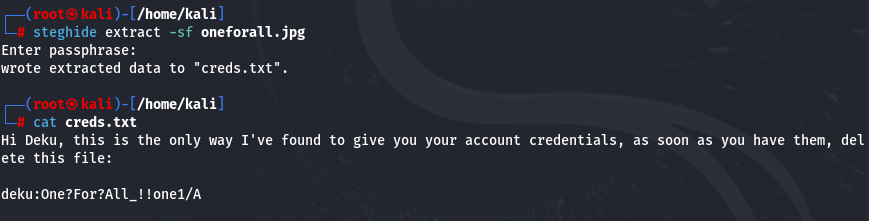 ┌──(root㉿kali)-[/home/kali]
└─# steghide extract -sf oneforall.jpg
Enter passphrase:
wrote extracted data to "creds.txt".
┌──(root㉿kali)-[/home/kali]
└─# cat creds.txt
Hi Deku, this is the only way I've found to give you your account credentials, as soon as you have them, del
ete this file:
deku:One?For?All_!!one1/A